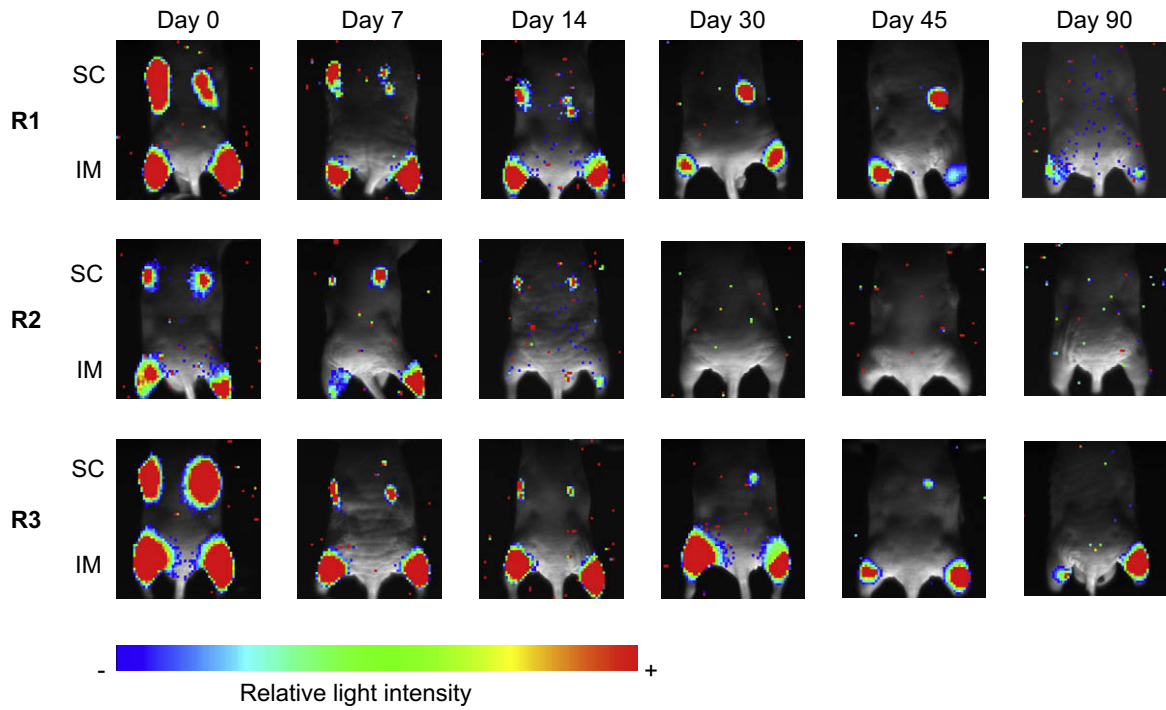 Day 0 Day 7 Day 14 Day 30 Day 45 Day 90
SC
R1
IM
SC
R2
IM
SC
R3
IM
- +
Relative light intensity